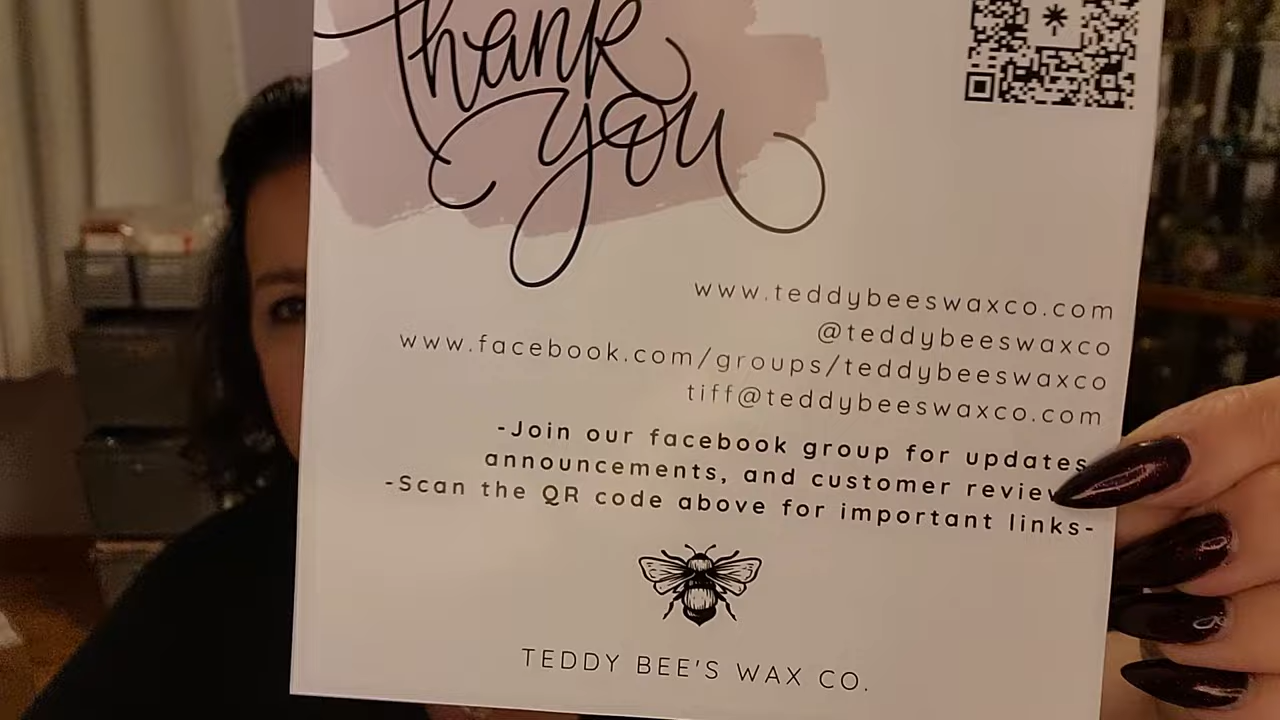 thank
you
www.teddybeeswaxco.com
@teddybeeswaxco
www.facebook.com/groups/teddybeeswaxco
tiff@teddybeeswaxco.com
-Join our facebook group for updates
announcements, and customer
-Scan the QR code above for important links-
TEDDY BEE'S WAX CO.